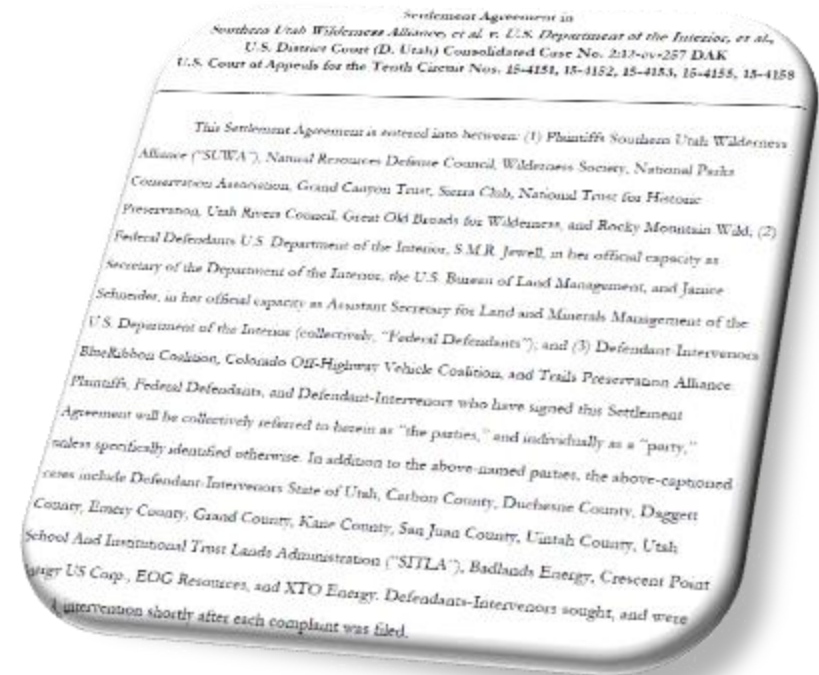 Settlement Agreement in
Southern Utah Wilderness Alliance, et al. v. U.S. Department of the Interior, et al.,
U.S. District Court (D. Utah) Consolidated Case No. 2:12-cv-257 DAK
U.S. Court of Appeals for the Tenth Circuit Nos. 15-4151, 15-4152, 15-4153, 15-4155, 15-4158
This Settlement Agreement is entered into between: (1) Plaintiffs Southern Utah Wilderness
Alliance ("SUWA"), Natural Resources Defense Council, Wilderness Society, National Parks
Conservation Association, Grand Canyon Trust, Sierra Club, National Trust for Historic
Preservation, Utah Rivers Council, Great Old Broads for Wilderness, and Rocky Mountain Wild; (2)
Federal Defendants U.S. Department of the Interior, S.M.R. Jewell, in her official capacity as
Secretary of the Department of the Interior, the U.S. Bureau of Land Management, and Janice
Schneider, in her official capacity as Assistant Secretary for Land and Minerals Management of the
U.S. Department of the Interior (collectively, "Federal Defendants"); and (3) Defendant-Intervenors
BlueRibbon Coalition, Colorado Off-Highway Vehicle Coalition, and Trails Preservation Alliance
Plaintiffs, Federal Defendants, and Defendant-Intervenors who have signed this Settlement
Agreement will be collectively referred to herein as "the parties," and individually as a "party,"
unless specifically identified otherwise. In addition to the above-named parties, the above-captioned
cases include Defendant-Intervenors State of Utah, Carbon County, Duchesne County, Daggett
County, Emery County, Grand County, Kane County, San Juan County, Uintah County, Utah
School And Institutional Trust Lands Administration ("SITLA"), Badlands Energy, Crescent Point
US Corp., EOG Resources, and XTO Energy. Defendants-Intervenors sought, and were
intervention shortly after each complaint was filed.